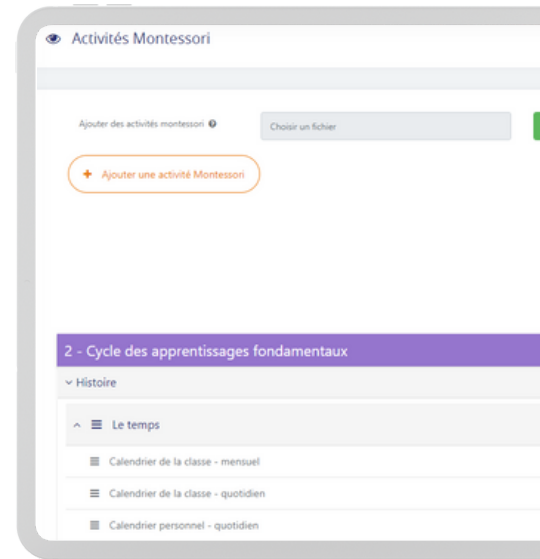 Activités Montessori
Ajouter des activités montessori
Choisir un fichier
Ajouter une activité Montessori
2 - Cycle des apprentissages fondamentaux
Histoire
Le temps
Calendrier de la classe - mensuel
Calendrier de la classe - quotidien
Calendrier personnel - quotidien